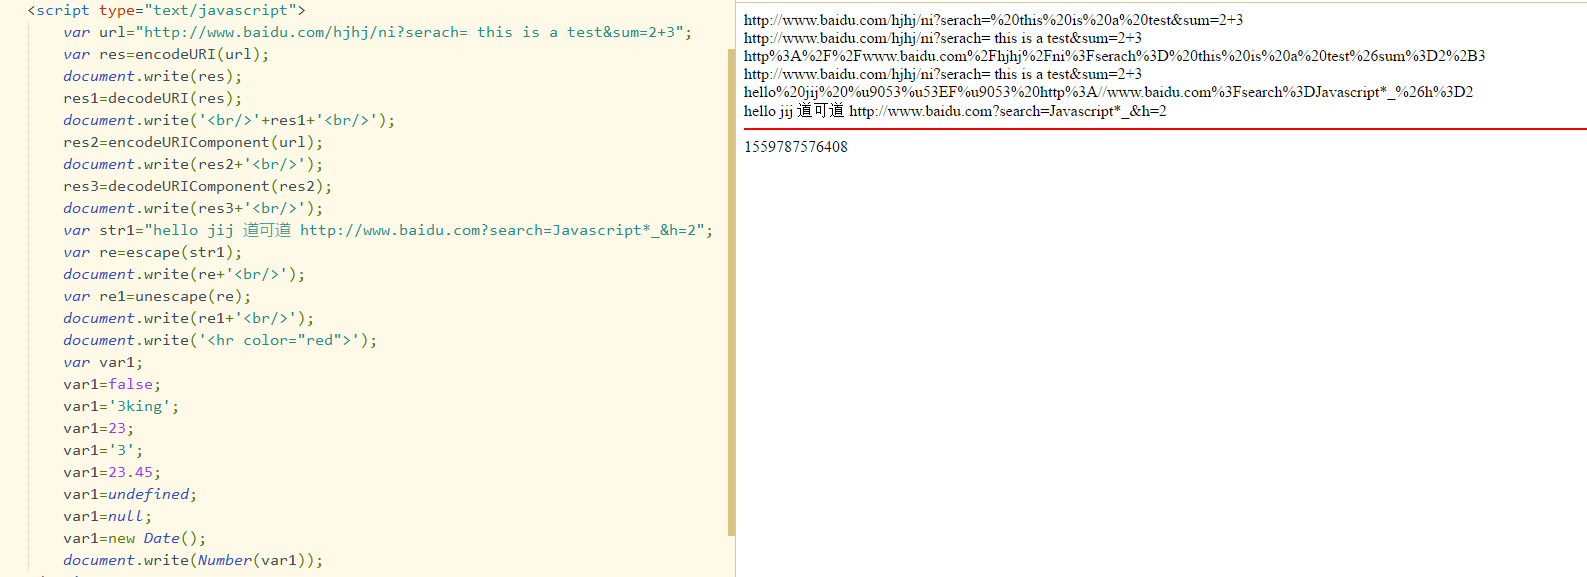 <script type="text/javascript">
var url="http://www.baidu.com/hjhj/ni?serach= this is a test&sum=2+3";
var res=encodeURI(url);
document.write(res);
res1=decodeURI(res);
document.write('<br/>'+res1+'<br/>');
res2=encodeURIComponent(url);
document.write(res2+'<br/>');
res3=decodeURIComponent(res2);
document.write(res3+'<br/>');
var str1="hello jij 道可道 http://www.baidu.com?search=Javascript*_&h=2";
var re=escape(str1);
document.write(re+'<br/>');
var re1=unescape(re);
document.write(re1+'<br/>');
document.write('<hr color="red">');
var var1;
var1=false;
var1='3king';
var1=23;
var1='3';
var1=23.45;
var1=undefined;
var1=null;
var1=new Date();
document.write(Number(var1));
http://www.baidu.com/hjhj/ni?serach=%20this%20is%20a%20test&sum=2+3
http://www.baidu.com/hjhj/ni?serach= this is a test&sum=2+3
http%3A%2F%2Fwww.baidu.com%2Fhjhj%2Fni%3Fserach%3D%20this%20is%20a%20test%26sum%3D2%2B3
http://www.baidu.com/hjhj/ni?serach= this is a test&sum=2+3
hello%20jij%20%u9053%u53EF%u9053%20http%3A//www.baidu.com%3Fsearch%3DJavascript*_%26h%3D2
hello jij 道可道 http://www.baidu.com?search=Javascript*_&h=2
1559787576408